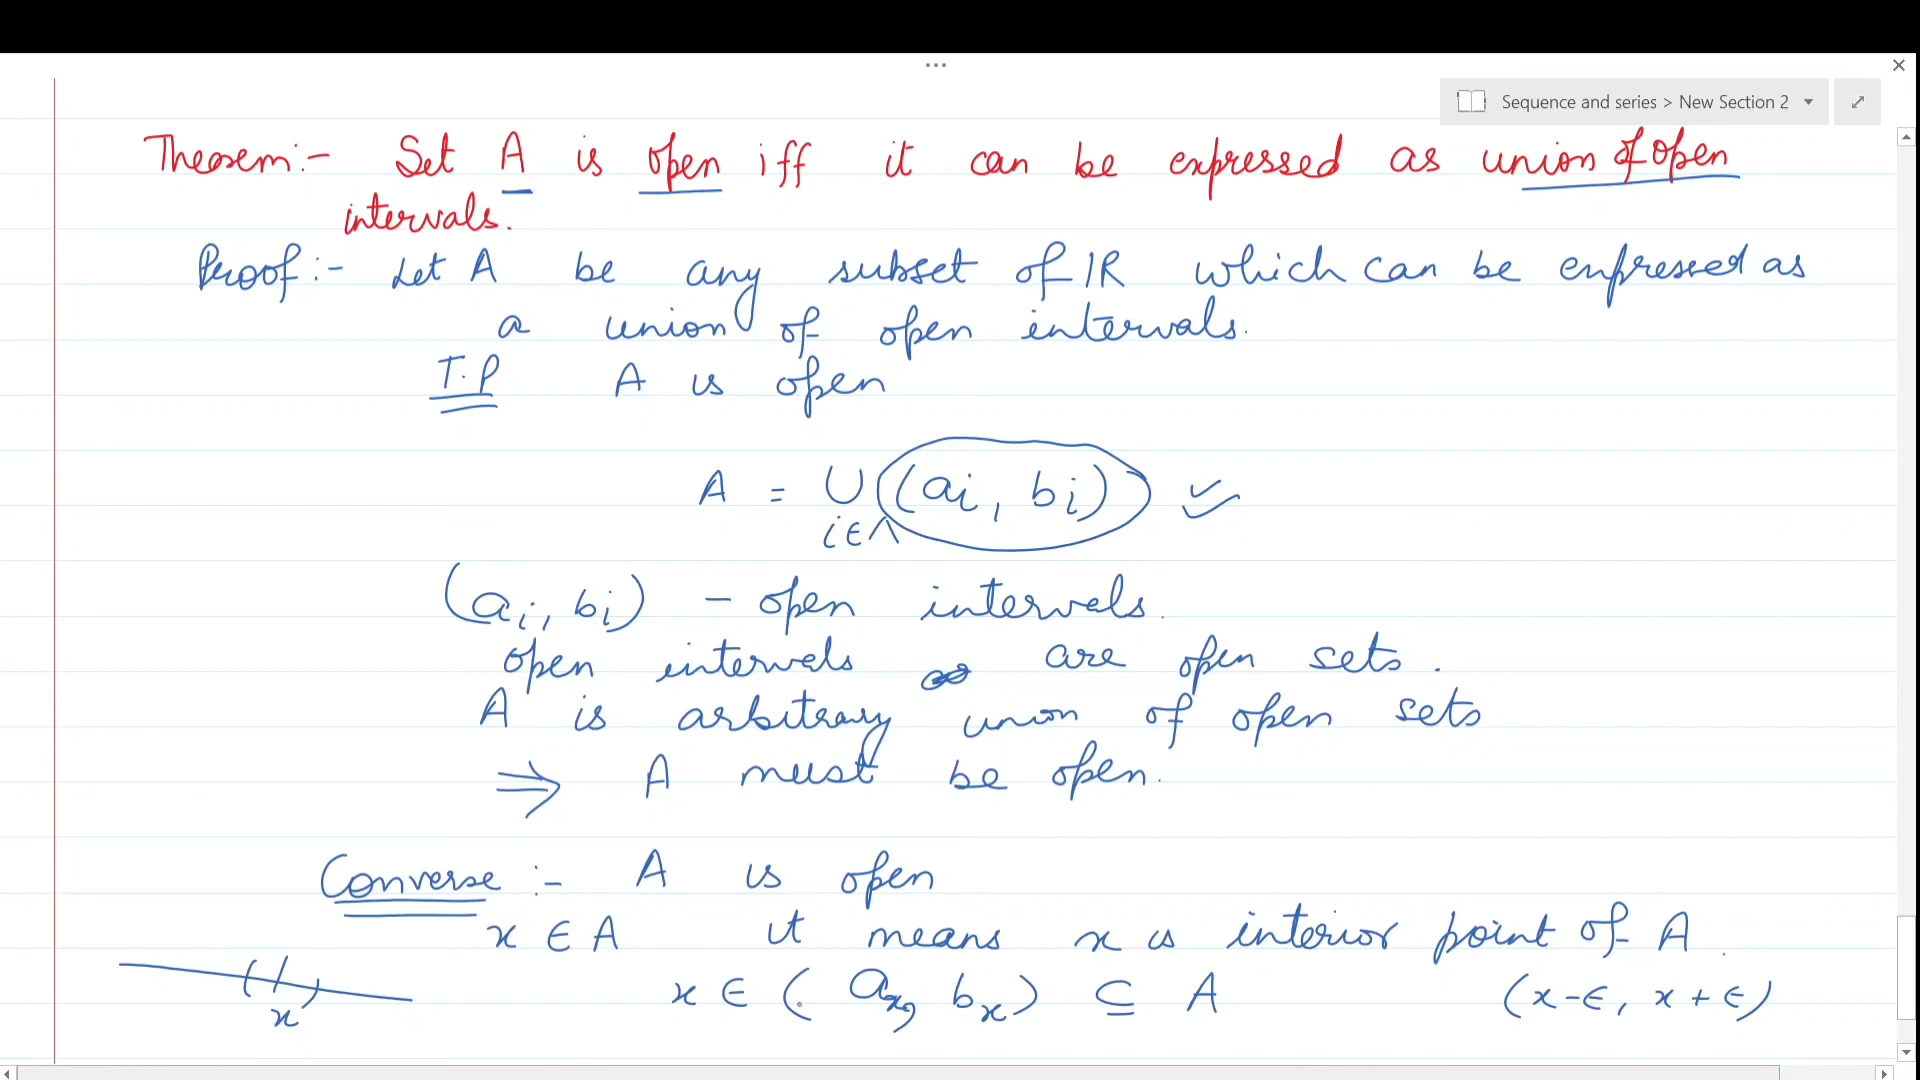 Sequence and series > New Section 2
Theorem:- Set A is open iff it can be expressed as union of open
intervals.
Proof:- Let A be any subset of IR which can be expressed as
a union of open intervals.
T.P A is open
A = ∪ (ai, bi)
i∈Λ
(ai, bi) - open intervals.
open intervals are open sets.
A is arbitrary union of open sets
⇒ A must be open.
Converse :- A is open
x ∈ A it means x is interior point of A.
x ∈ (ax, bx) ⊆ A (x-ϵ, x+ϵ)
x